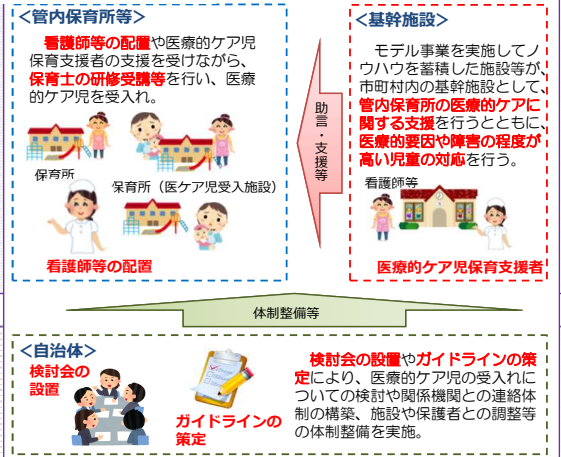 <管内保育所等>
看護師等の配置や医療的ケア児
保育支援者の支援を受けながら、
保育士の研修受講等を行い、医療
的ケア児を受入れ。
保育所
保育所（医ケア児受入施設）
看護師等の配置
助言・支援等
<基幹施設>
モデル事業を実施してノ
ウハウを蓄積した施設等が、
市町村内の基幹施設として、
管内保育所の医療的ケアに
関する支援を行うとともに、
医療的要因や障害の程度が
高い児童の対応を行う。
看護師等
医療的ケア児保育支援者
体制整備等
<自治体>
検討会の
設置
ガイドラインの
策定
検討会の設置やガイドラインの策
定により、医療的ケア児の受入れに
ついての検討や関係機関との連絡体
制の構築、施設や保護者との調整等
の体制整備を実施。